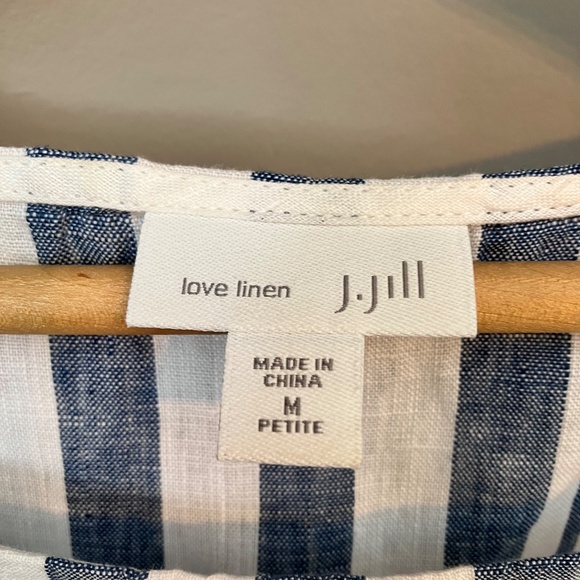 love linen J.Jill
MADE IN
CHINA
M
PETITE